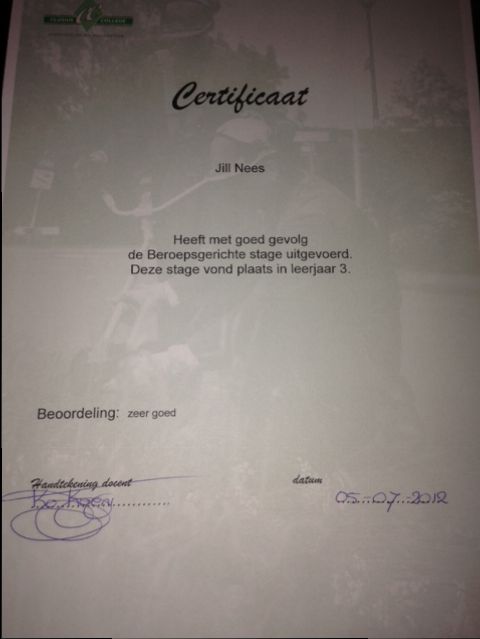 COLLEGE
Certificaat
Jill Nees
Heeft met goed gevolg
de Beroepsgerichte stage uitgevoerd.
Deze stage vond plaats in leerjaar 3.
Beoordeling: zeer goed
Handtekening docent datum
05-07-2012